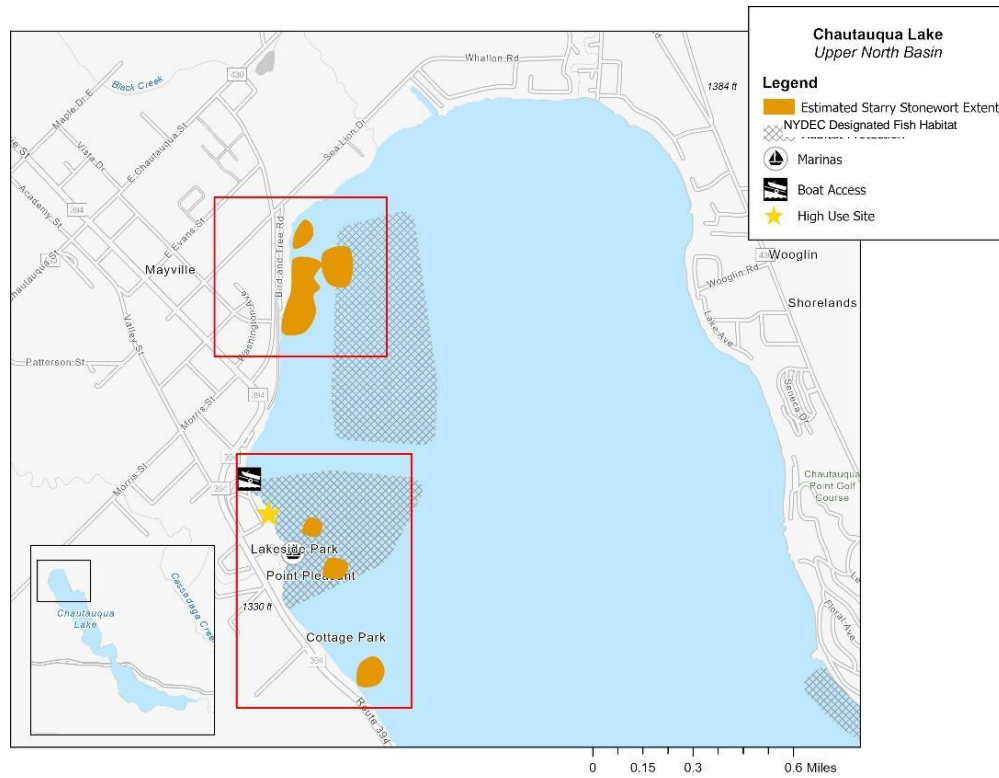 Chautauqua Lake
Upper North Basin
Legend
Estimated Starry Stonewort Extent
NYDEC Designated Fish Habitat
Marinas
Boat Access
High Use Site
Whallon Rd
1384 ft
Black Creek
430
Maple Dr E
Sea Lion Dr
Vista Dr
E Chautauqua St
Academy St
394
E Evans St
Chautauqua St
Mayville
Bird and Tree Rd
Washington Ave
Valley St
Patterson St
Morris St
394
394
Morris St
394
Lakeside Park
Point Pleasant
1330 ft
Cottage Park
394
Route 394
430
Wooglin
Wooglin Rd
Shorelands
Lake Ave
Seneca Dr
Chautauqua
Point Golf
Course
Floral Ave
Chautauqua
Lake
Cassadaga Creek
0 0.15 0.3 0.6 Miles